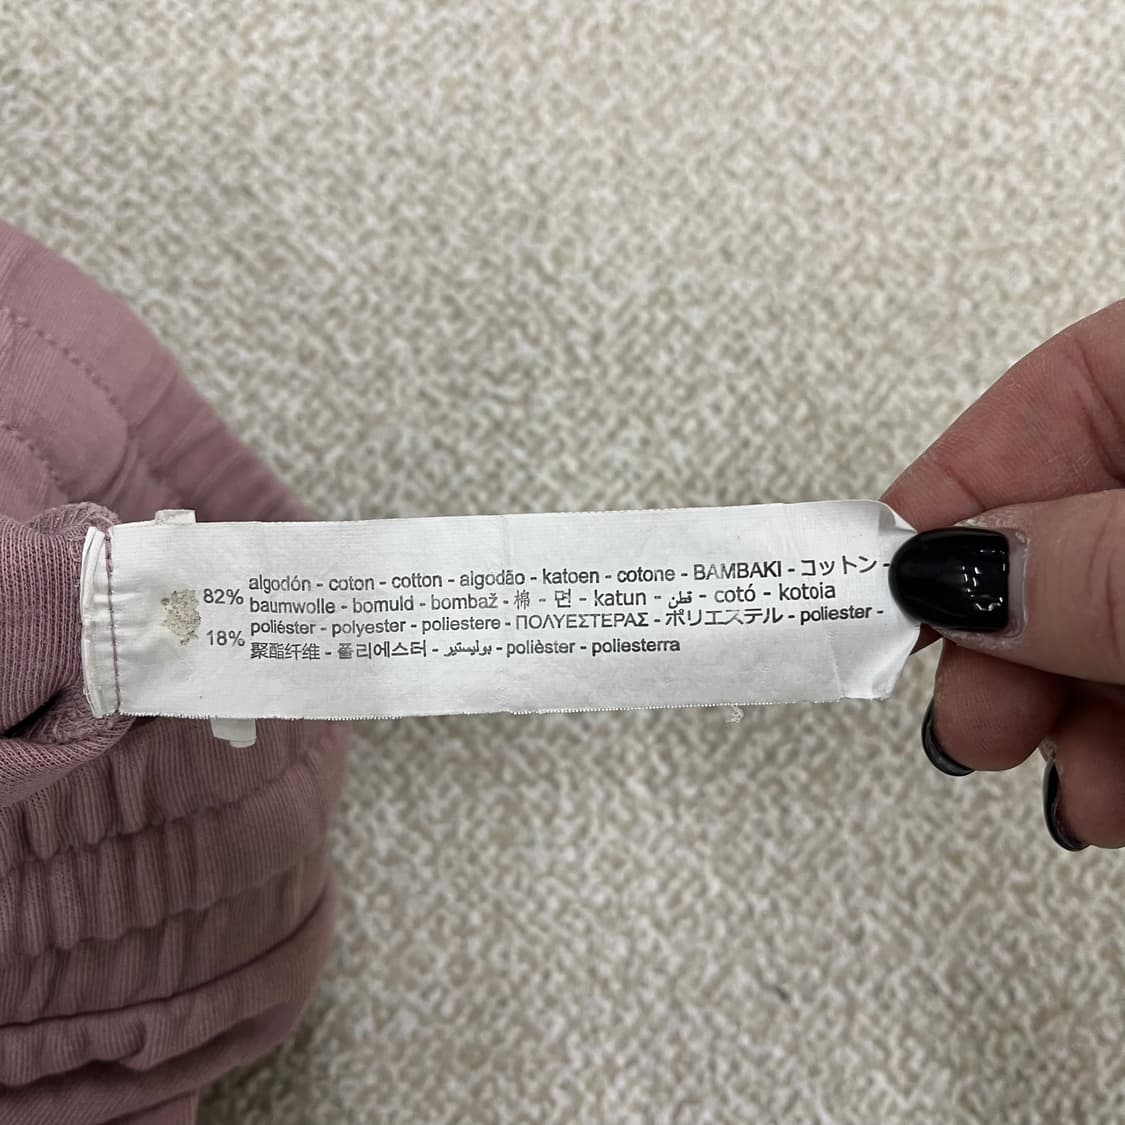 82% algodón - coton - cotton - algodão - katoen - cotone - BAMBAKI - コットン -
baumwolle - bomuld - bombaž - 棉 - 면 - katun - قطن - cotó - kotoia
18% poliéster - polyester - poliestere - ΠΟΛΥΕΣΤΕΡΑΣ - ポリエステル - poliester -
聚酯纤维 - 폴리에스터 - بوليستير - polièster - poliesterra